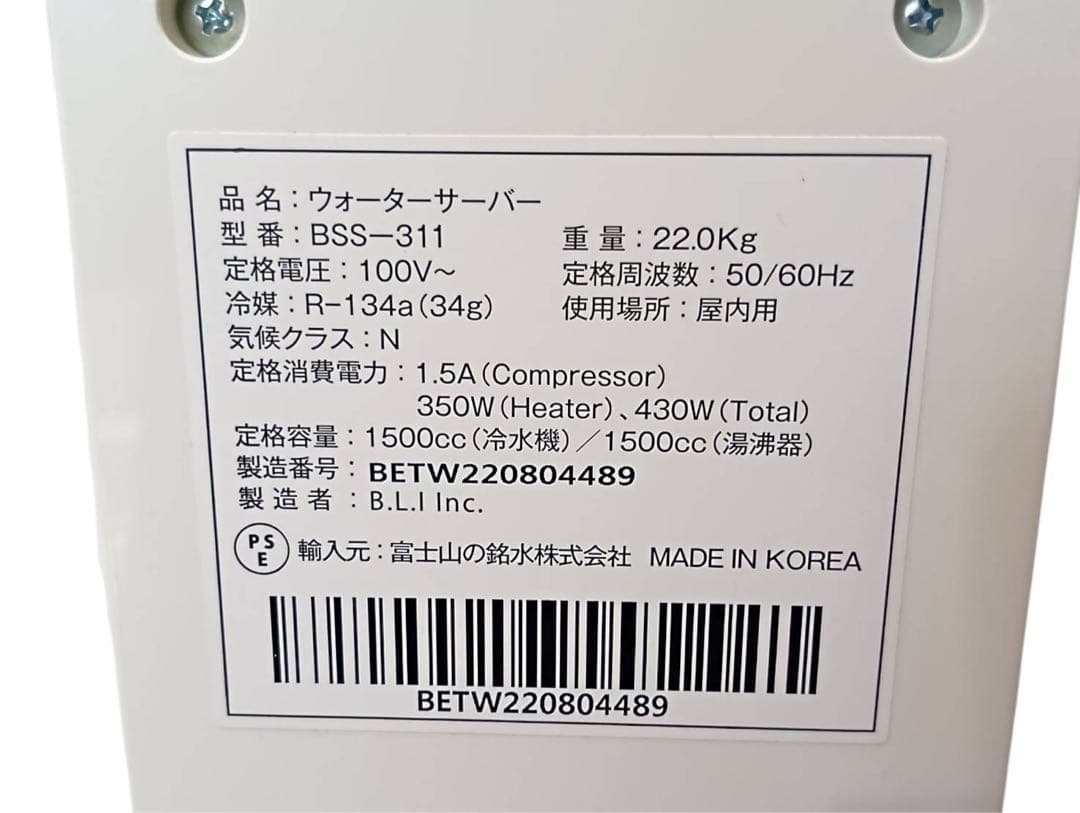 品 名：ウォーターサーバー
型 番：BSS−311
重 量：22.0Kg
定格電圧：100V～
定格周波数：50/60Hz
冷媒：R−134a（34g）
使用場所：屋内用
気候クラス：N
定格消費電力：1.5A（Compressor）
350W（Heater）、430W（Total）
定格容量：1500cc（冷水機）／1500cc（湯沸器）
製造番号：BETW220804489
製 造 者 ：B.L.I Inc.
PS
E
輸入元：富士山の銘水株式会社 MADE IN KOREA
BETW220804489